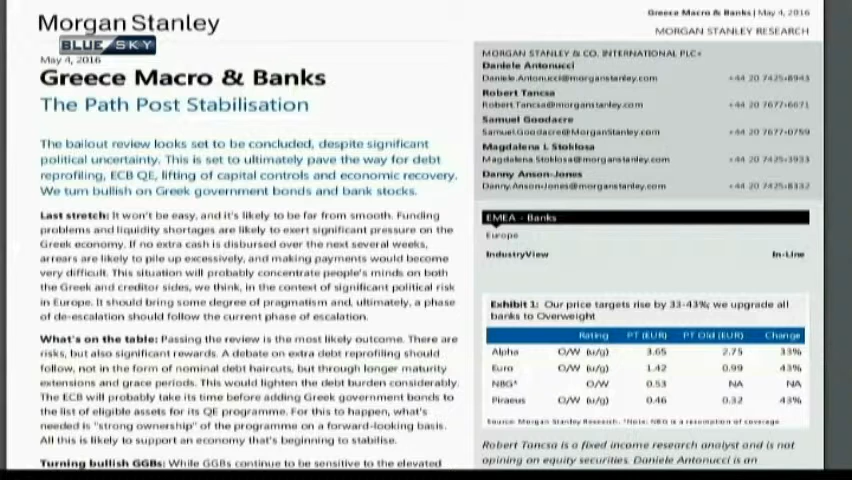 Morgan Stanley
BLUE SKY
May 4, 2016
Greece Macro & Banks
The Path Post Stabilisation
The bailout review looks set to be concluded, despite significant
political uncertainty. This is set to ultimately pave the way for debt
reprofiling, ECB QE, lifting of capital controls and economic recovery.
We turn bullish on Greek government bonds and bank stocks.
Last stretch: It won't be easy, and it's likely to be far from smooth. Funding
problems and liquidity shortages are likely to exert significant pressure on the
Greek economy. If no extra cash is disbursed over the next several weeks,
arrears are likely to pile up excessively, and making payments would become
very difficult. This situation will probably concentrate people's minds on both
the Greek and creditor sides, we think, in the context of significant political risk
in Europe. It should bring some degree of pragmatism and, ultimately, a phase
of de-escalation should follow the current phase of escalation.
What's on the table: Passing the review is the most likely outcome. There are
risks, but also significant rewards. A debate on extra debt reprofiling should
follow, not in the form of nominal debt haircuts, but through longer maturity
extensions and grace periods. This would lighten the debt burden considerably.
The ECB will probably take its time before adding Greek government bonds to
the list of eligible assets for its QE programme. For this to happen, what's
needed is "strong ownership" of the programme on a forward-looking basis.
All this is likely to support an economy that's beginning to stabilise.
Turning bullish GGBs: While GGBs continue to be sensitive to the elevated
Greece Macro & Banks | May 4, 2016
MORGAN STANLEY RESEARCH
MORGAN STANLEY & CO. INTERNATIONAL PLC+
Daniele Antonucci
Daniele.Antonucci@morganstanley.com +44 20 7425-8943
Robert Tancsa
Robert.Tancsa@morganstanley.com +44 20 7677-6671
Samuel Goodacre
Samuel.Goodacre@MorganStanley.com +44 20 7677-0759
Magdalena L Stoklosa
Magdalena.Stoklosa@morganstanley.com +44 20 7425-3933
Danny Anson-Jones
Danny.Anson-Jones@morganstanley.com +44 20 7425-8332
EMEA - Banks
Europe
IndustryView In-Line
Exhibit 1: Our price targets rise by 33-43%; we upgrade all
banks to Overweight
Rating PT (EUR) PT Old (EUR) Change
Alpha O/W (u/g) 3.65 2.75 33%
Euro O/W (u/g) 1.42 0.99 43%
NBG* O/W 0.53 NA NA
Piraeus O/W (u/g) 0.46 0.32 43%
Source: Morgan Stanley Research. *Note: NBG is a resumption of coverage
Robert Tancsa is a fixed income research analyst and is not
opining on equity securities. Daniele Antonucci is an